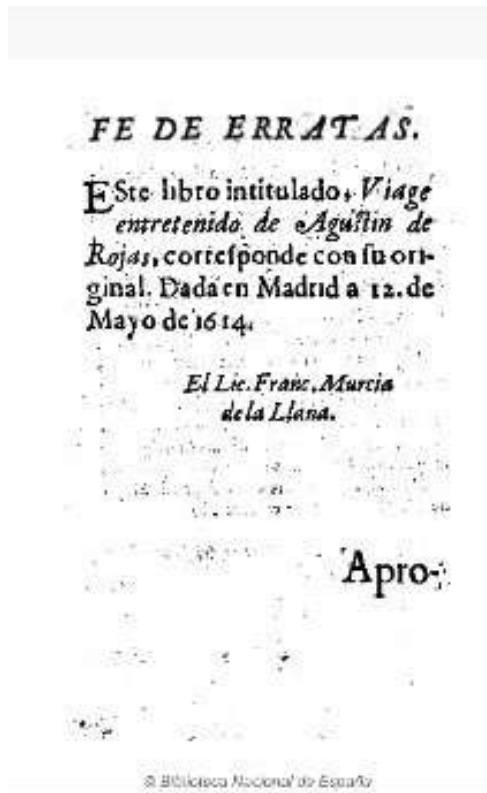 FE DE ERRATAS.
ESte libro intitulado, Viage
entretenido de Agustin de
Rojas, corresponde con su ori-
ginal. Dada en Madrid a 12. de
Mayo de 1614.
El Lic. Franc. Murcia
de la Llana.
Apro-
© Biblioteca Nacional de España